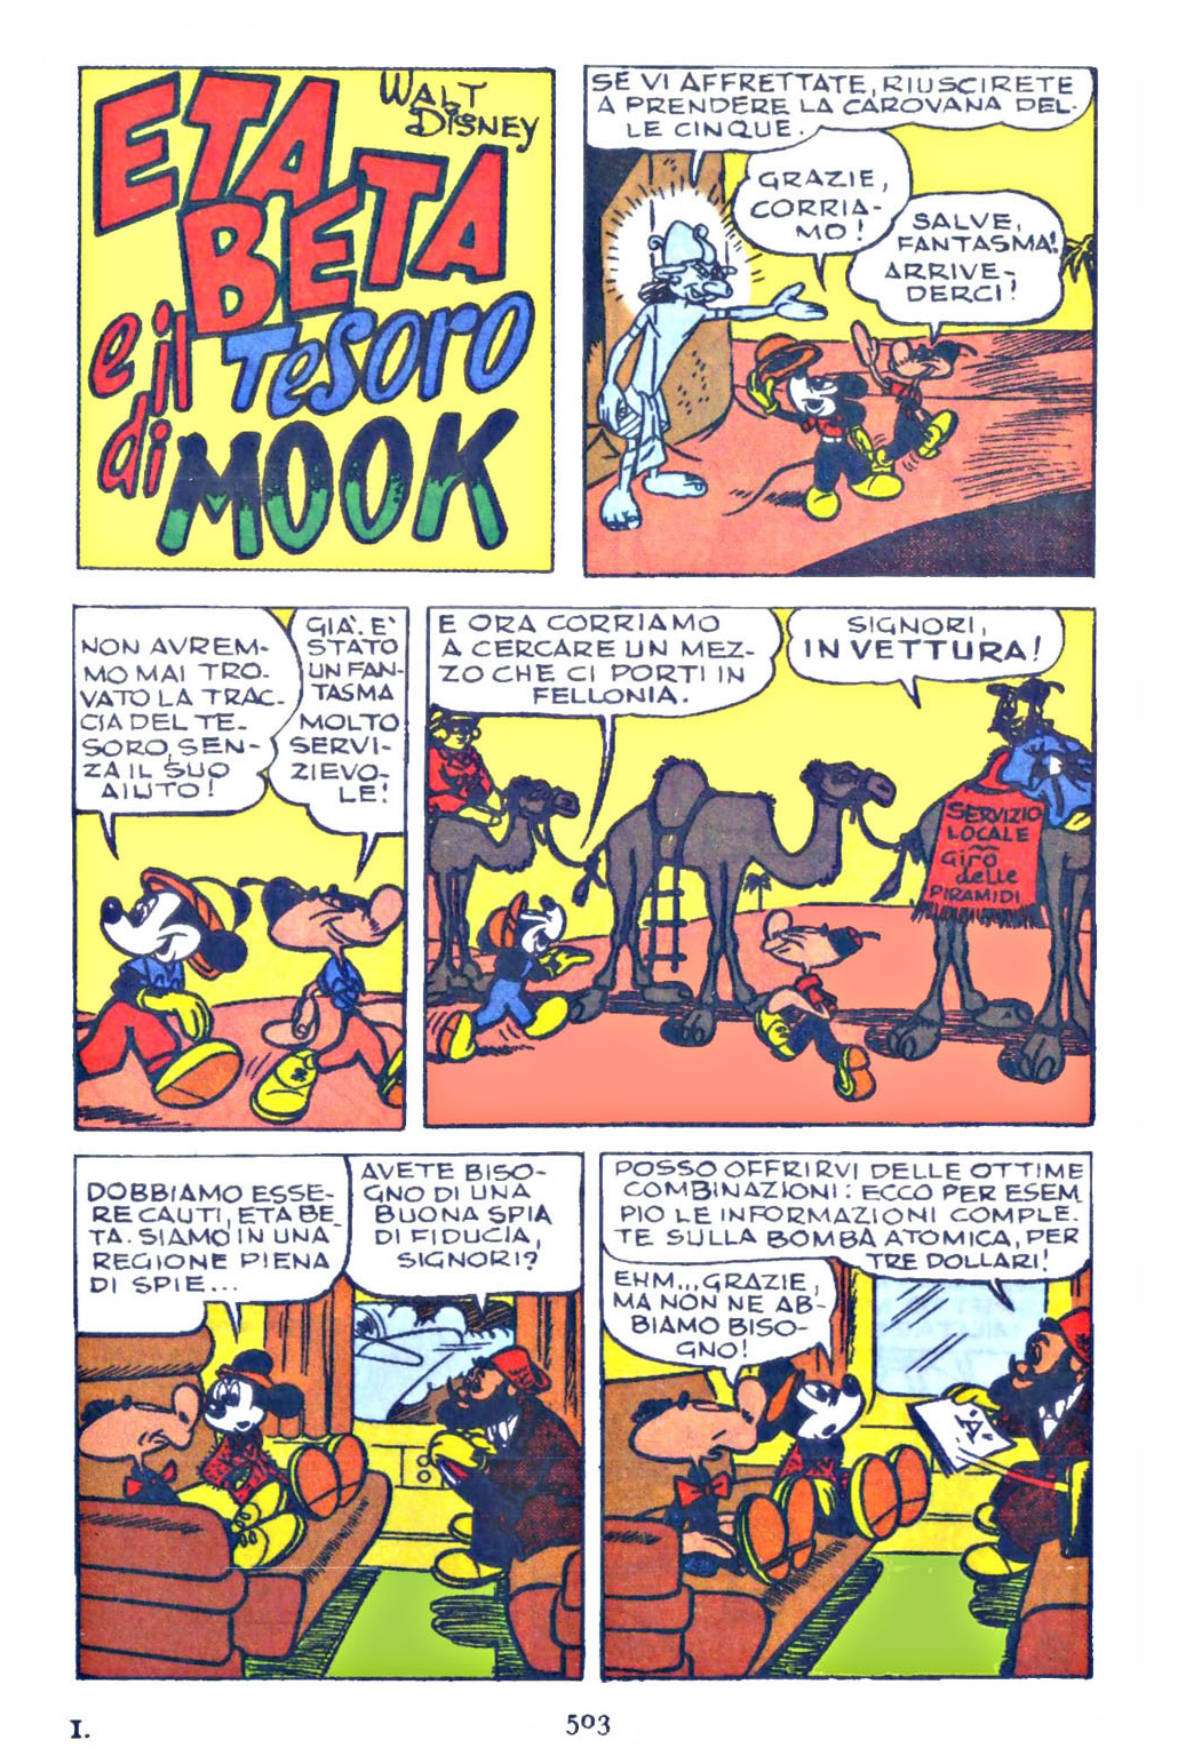 WALT
DISNEY
ETA
BETA
e il TeSoro
di MOOK
SE VI AFFRETTATE, RIUSCIRETE
A PRENDERE LA CAROVANA DEL-
LE CINQUE.
GRAZIE,
CORRIA-
MO!
SALVE,
FANTASMA!
ARRIVE-
DERCI!
NON AVREM-
MO MAI TRO-
VATO LA TRAC-
CIA DEL TE-
SORO, SEN-
ZA IL SUO
AIUTO!
GIA'. E'
STATO
UN FAN-
TASMA
MOLTO
SERVI-
ZIEVO-
LE!
E ORA CORRIAMO
A CERCARE UN MEZ-
ZO CHE CI PORTI IN
FELLONIA.
SIGNORI,
IN VETTURA!
SERVIZIO
LOCALE
~
Giro
delle
PIRAMIDI
DOBBIAMO ESSE-
RE CAUTI, ETA BE_
TA. SIAMO IN UNA
REGIONE PIENA
DI SPIE...
AVETE BISO-
GNO DI UNA
BUONA SPIA
DI FIDUCIA,
SIGNORI?
POSSO OFFRIRVI DELLE OTTIME
COMBINAZIONI: ECCO PER ESEM
PIO LE INFORMAZIONI COMPLE-
TE SULLA BOMBA ATOMICA, PER
TRE DOLLARI!
EHM... GRAZIE,
MA NON NE AB-
BIAMO BISO-
GNO!
I.
503